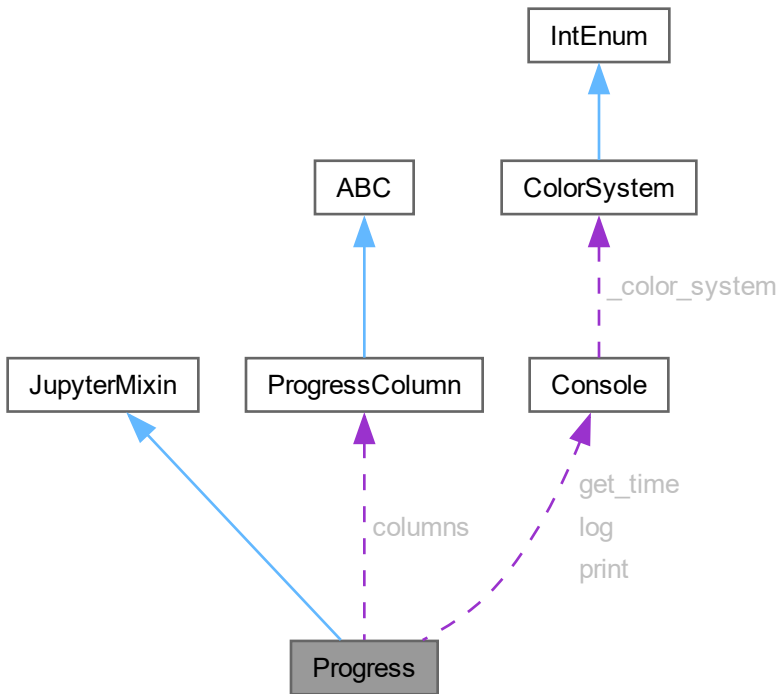 IntEnum
ABC
ColorSystem
_color_system
JupyterMixin
ProgressColumn
Console
get_time
columns
log
print
Progress